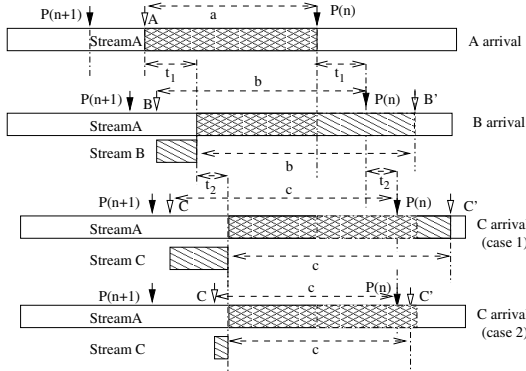 P(n+1) A a P(n)
StreamA A arrival
t1 t1
b
P(n+1) B P(n) B'
StreamA B arrival
Stream B b
t2 t2
c
P(n+1) C P(n) C'
StreamA C arrival
(case 1)
Stream C c
c
P(n+1) C P(n) C'
StreamA C arrival
(case 2)
Stream C c